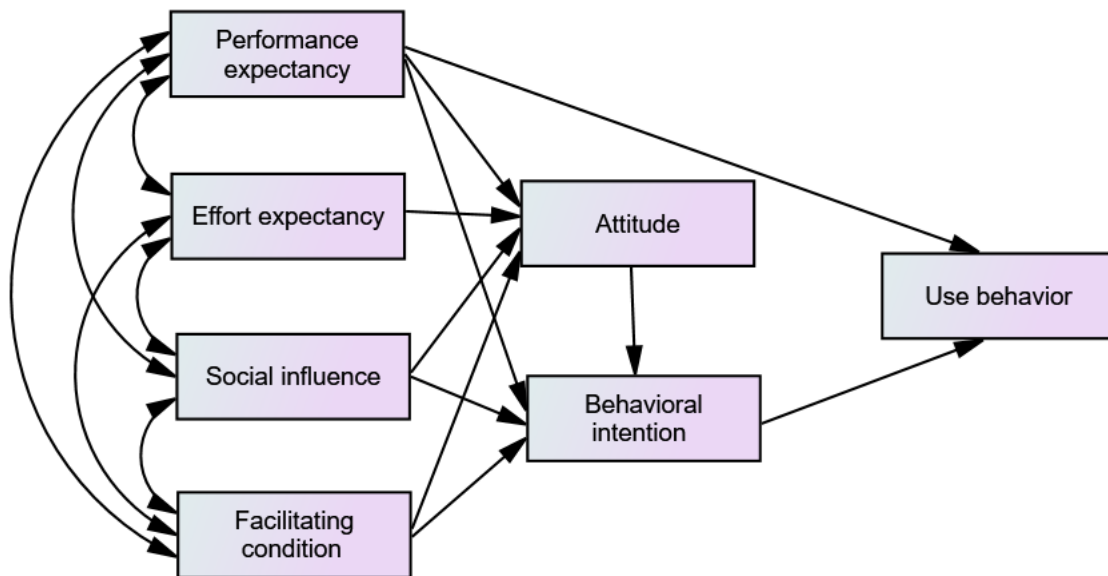 Performance
expectancy
Effort expectancy
Attitude
Use behavior
Social influence
Behavioral
intention
Facilitating
condition